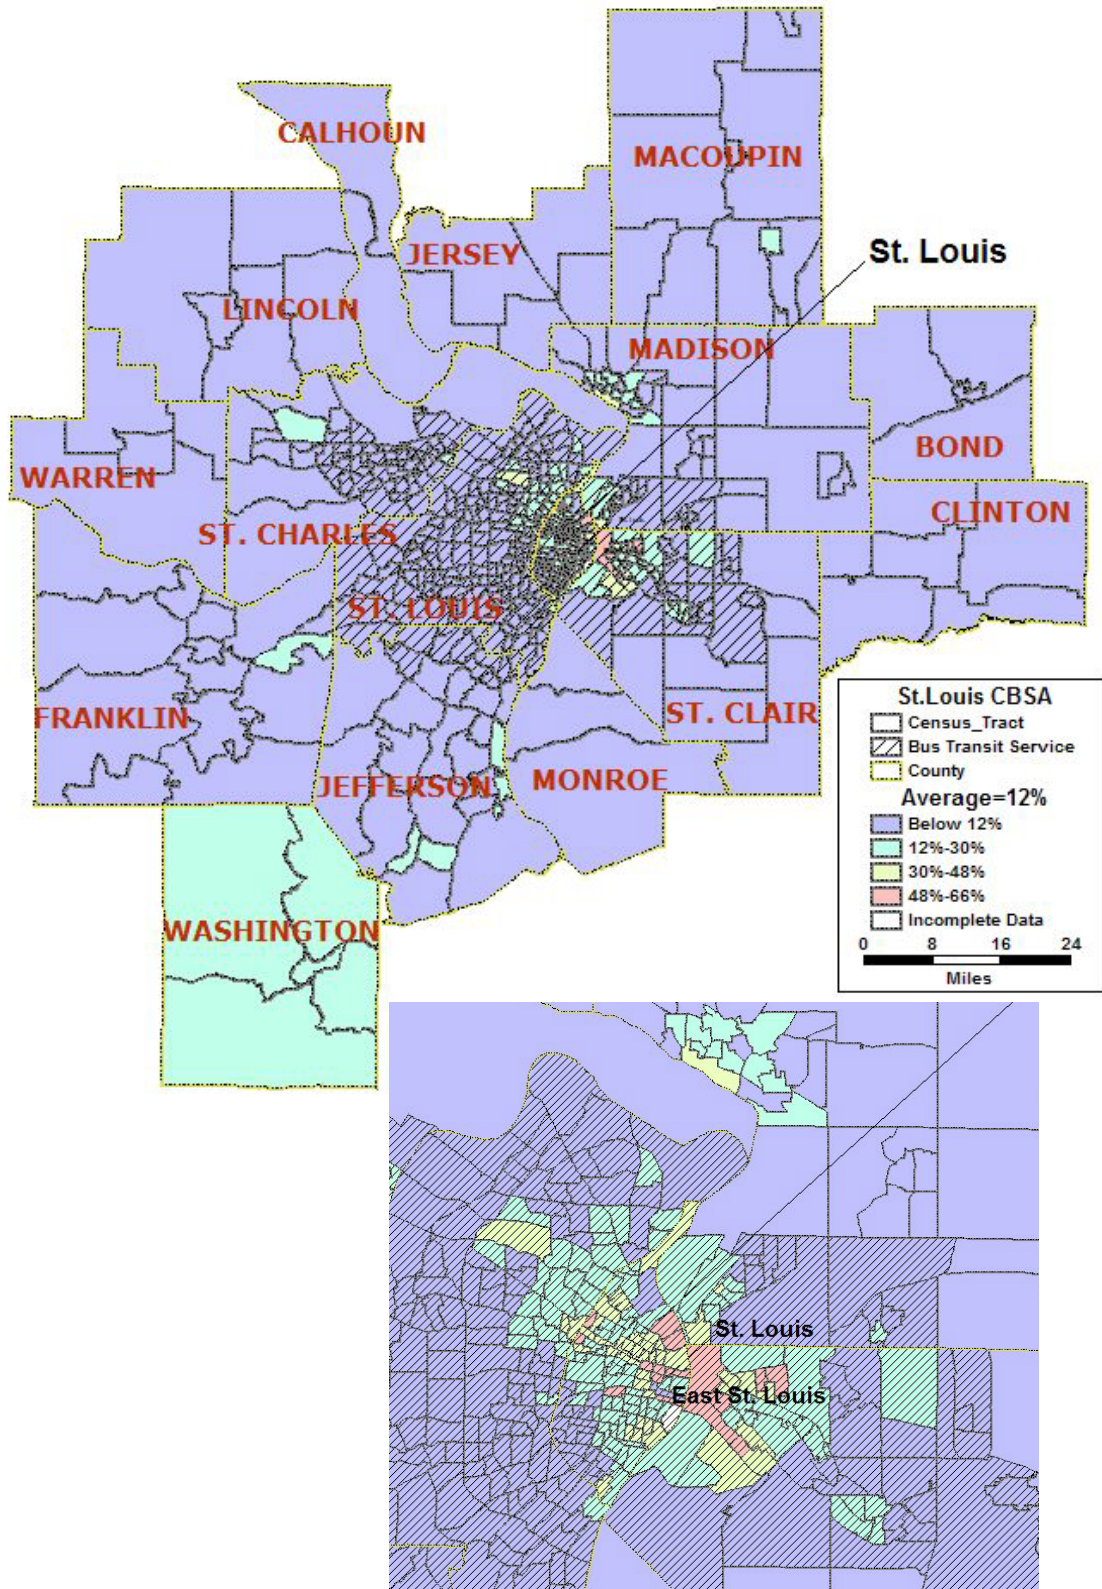 CALHOUN
MACOUPIN
JERSEY
St. Louis
LINCOLN
MADISON
BOND
WARREN
CLINTON
ST. CHARLES
ST. LOUIS
FRANKLIN
ST. CLAIR
JEFFERSON
MONROE
WASHINGTON
St.Louis CBSA
Census_Tract
Bus Transit Service
County
Average=12%
Below 12%
12%-30%
30%-48%
48%-66%
Incomplete Data
0 8 16 24
Miles
St. Louis
East St. Louis